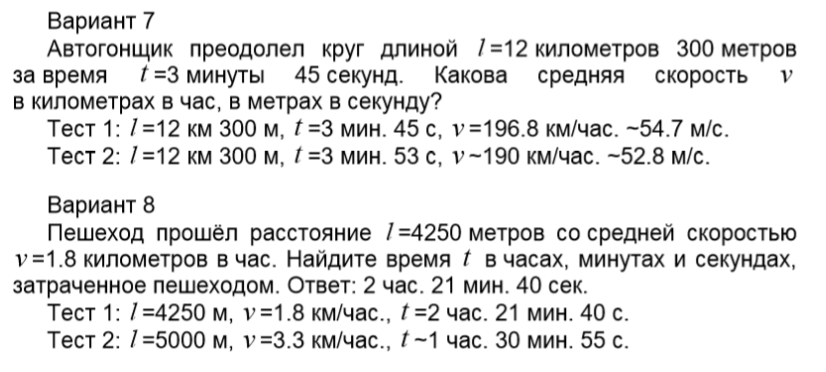 Вариант 7
Автогонщик преодолел круг длиной l=12 километров 300 метров
за время t=3 минуты 45 секунд. Какова средняя скорость v
в километрах в час, в метрах в секунду?
Тест 1: l=12 км 300 м, t=3 мин. 45 с, v=196.8 км/час. ~54.7 м/с.
Тест 2: l=12 км 300 м, t=3 мин. 53 с, v~190 км/час. ~52.8 м/с.
Вариант 8
Пешеход прошёл расстояние l=4250 метров со средней скоростью
v=1.8 километров в час. Найдите время t в часах, минутах и секундах,
затраченное пешеходом. Ответ: 2 час. 21 мин. 40 сек.
Тест 1: l=4250 м, v=1.8 км/час., t=2 час. 21 мин. 40 с.
Тест 2: l=5000 м, v=3.3 км/час., t~1 час. 30 мин. 55 с.